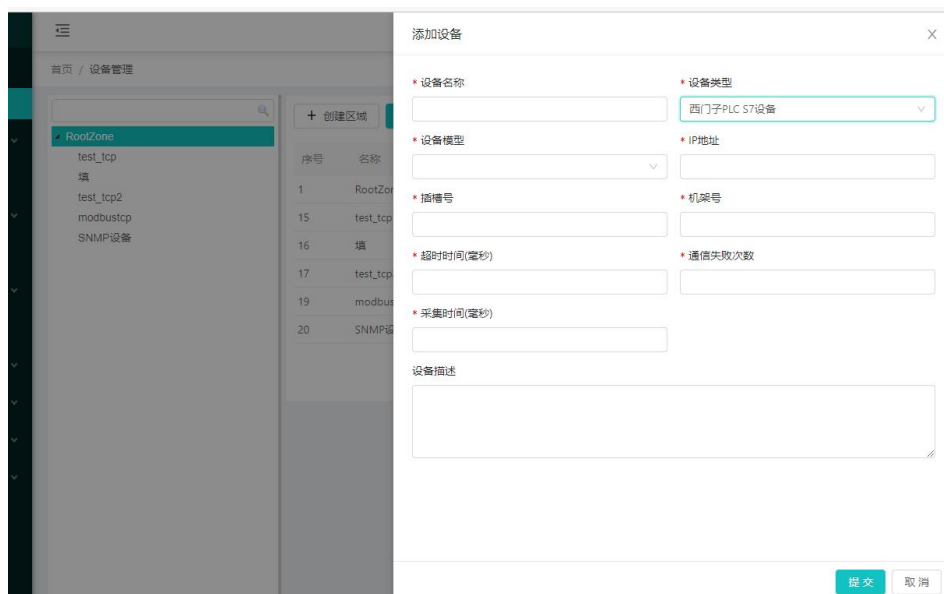 首页 / 设备管理
RootZone
test_tcp
填
test_tcp2
modbustcp
SNMP设备
+ 创建区域
序号 名称
1 RootZon
15 test_tcp
16 填
17 test_tcp
19 modbus
20 SNMP设
添加设备
* 设备名称
* 设备类型
西门子PLC S7设备
* 设备模型
* IP地址
* 插槽号
* 机架号
* 超时时间(毫秒)
* 通信失败次数
* 采集时间(毫秒)
设备描述
提交 取消